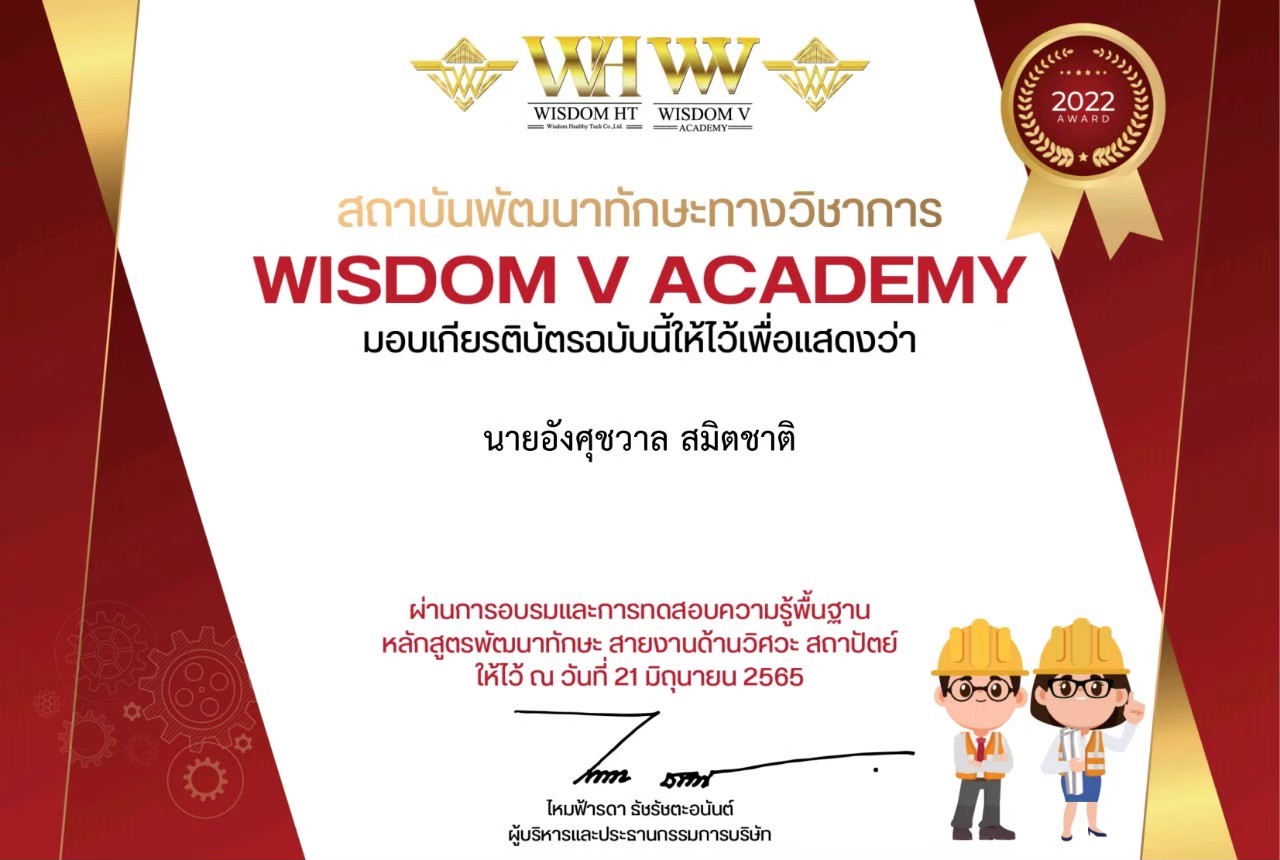 WH WV
WISDOM HT WISDOM V
Wisdom Healthy Tech Co.,Ltd. ACADEMY
2022
AWARD
สถาบันพัฒนาทักษะทางวิชาการ
WISDOM V ACADEMY
มอบเกียรติบัตรฉบับนี้ให้ไว้เพื่อแสดงว่า
นายอังศุชวาล สมิตชาติ
ผ่านการอบรมและการทดสอบความรู้พื้นฐาน
หลักสูตรพัฒนาทักษะ สายงานด้านวิศวะ สถาปัตย์
ให้ไว้ ณ วันที่ 21 มิถุนายน 2565
ไหมฟ้ารดา ธัชรัชตะอนันต์
ผู้บริหารและประธานกรรมการบริษัท